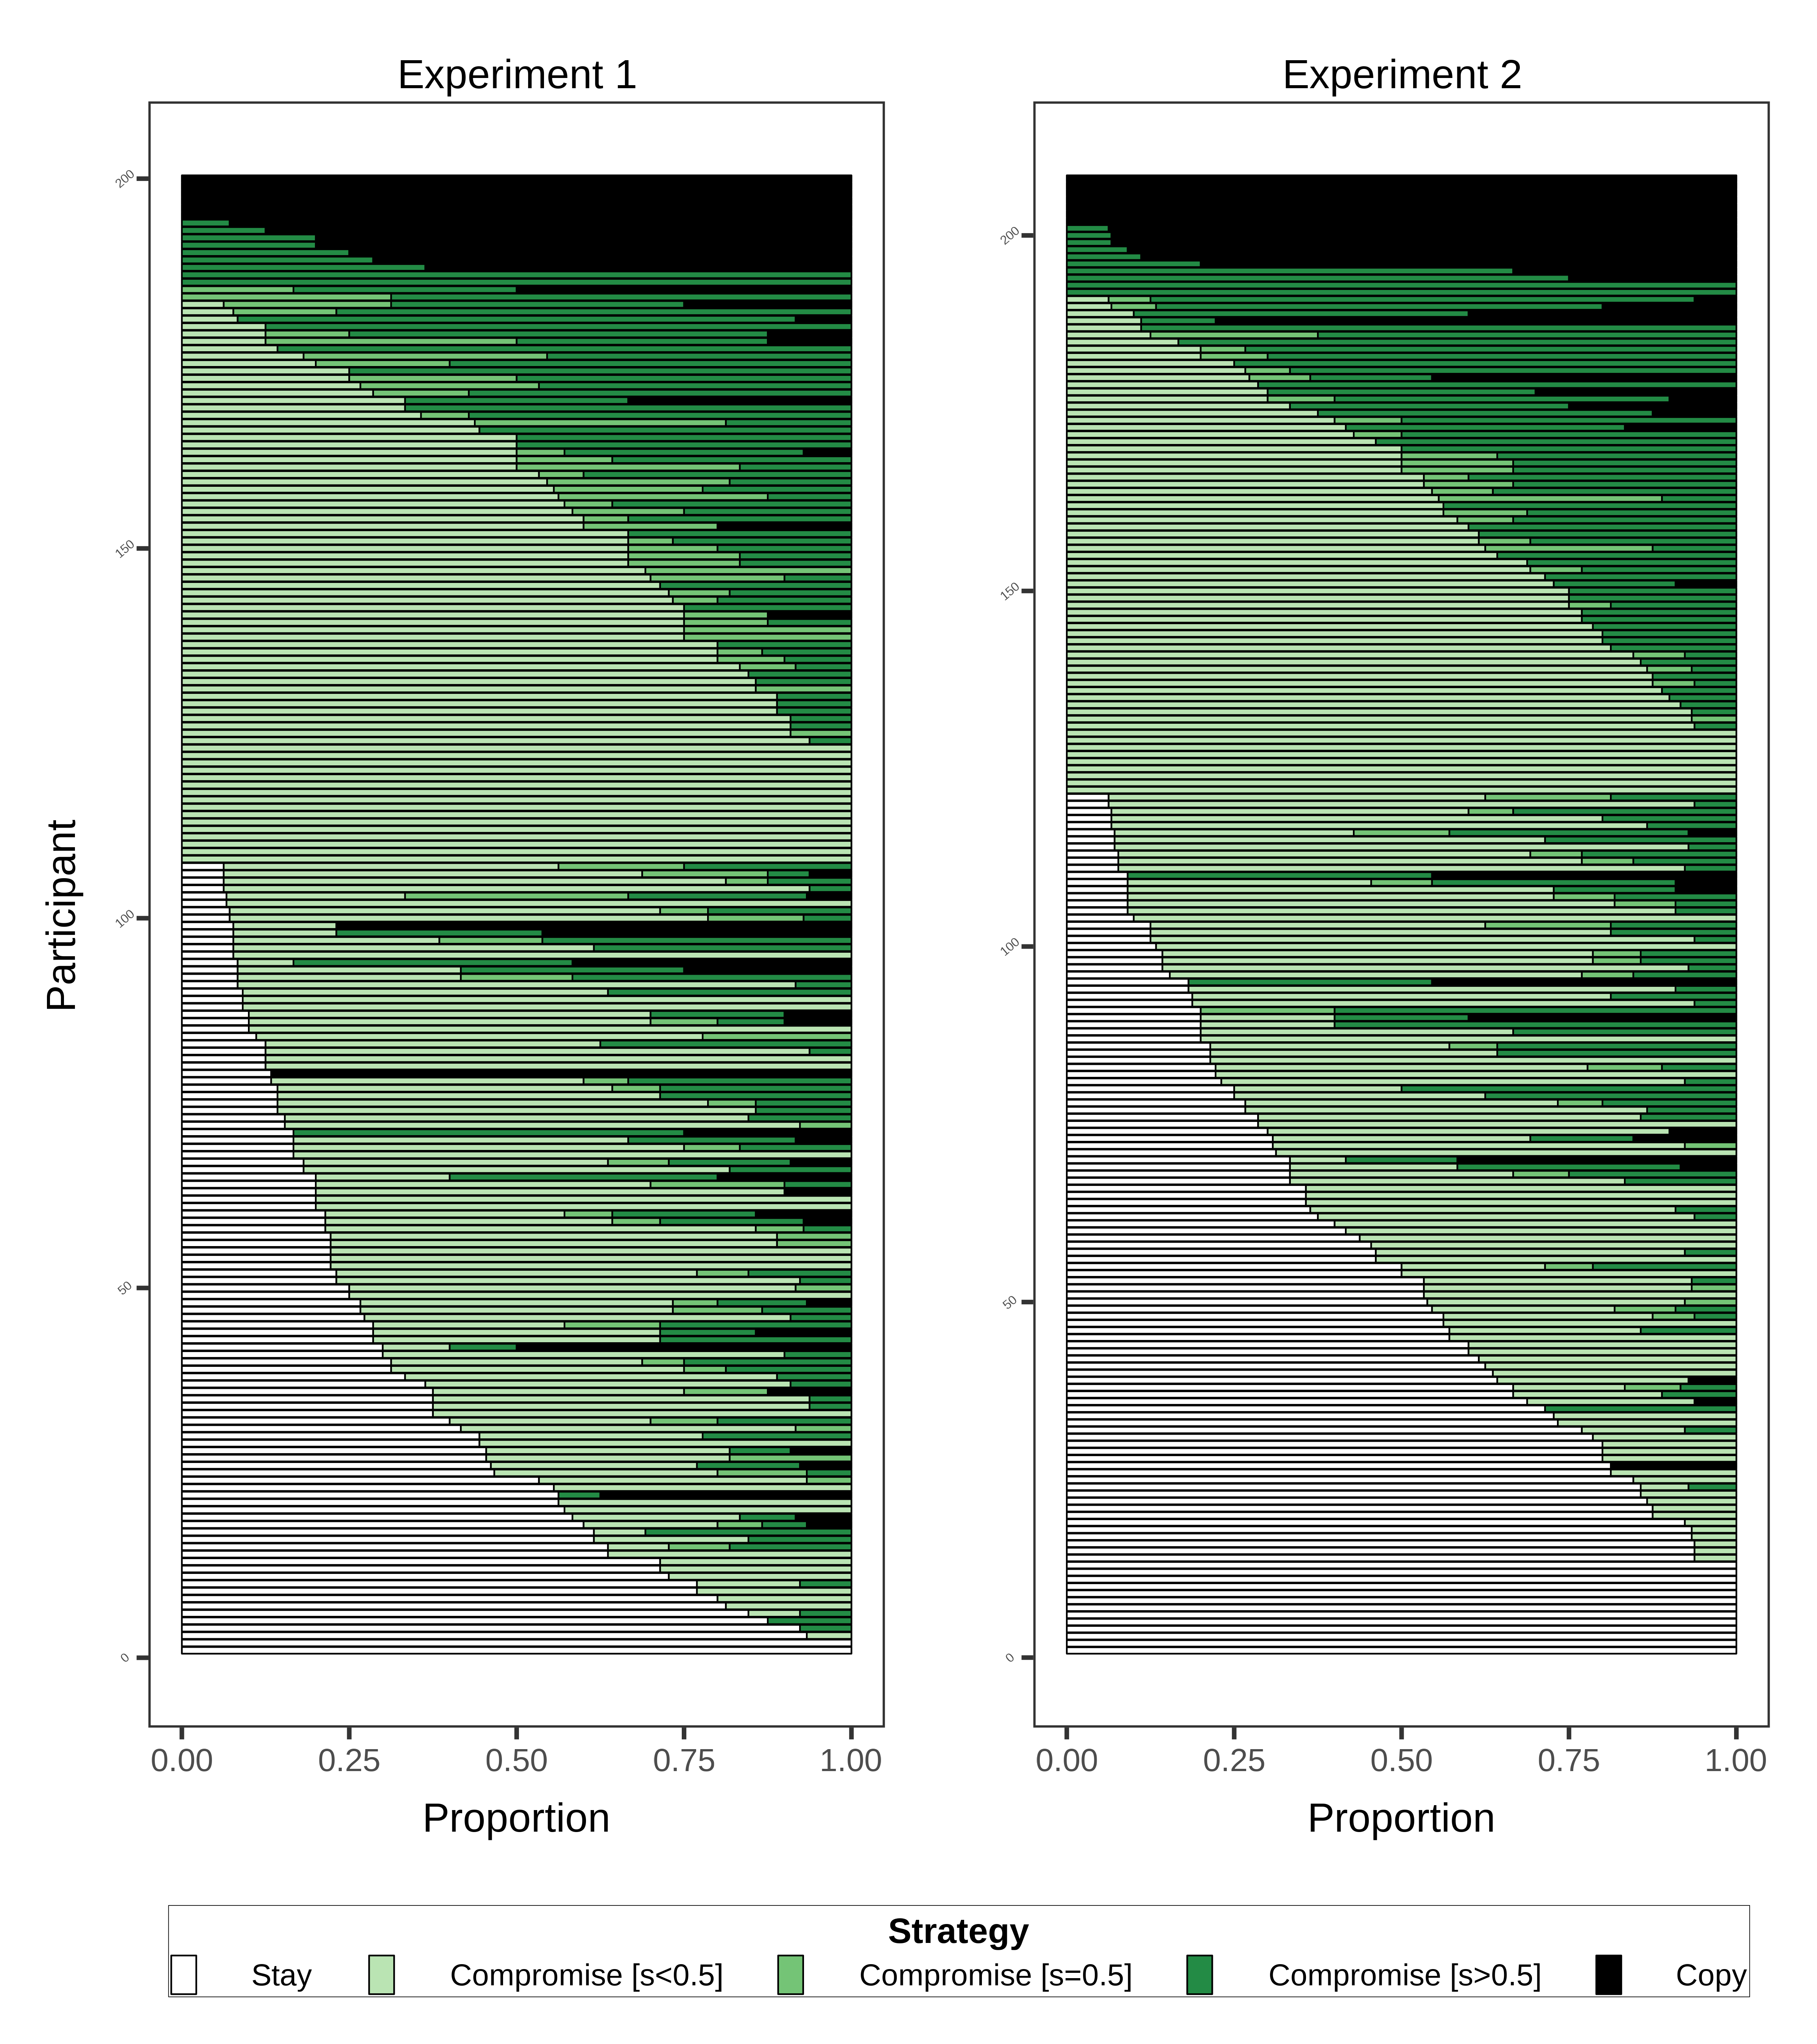 Experiment 1
Experiment 2
Participant
200
150
100
50
0
200
150
100
50
0
0.00 0.25 0.50 0.75 1.00
0.00 0.25 0.50 0.75 1.00
Proportion
Proportion
Strategy
Stay Compromise [s<0.5] Compromise [s=0.5] Compromise [s>0.5] Copy